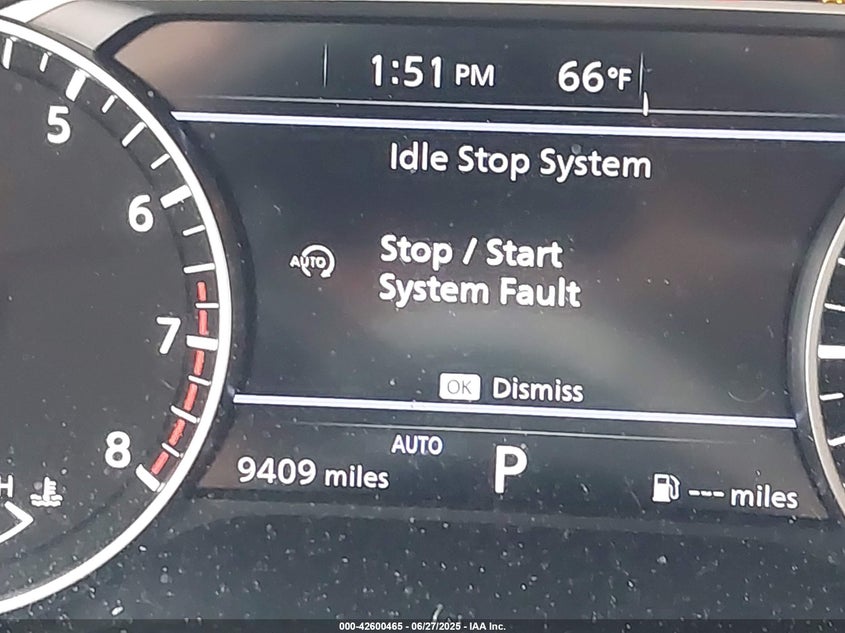 1:51 PM 66°F
5
Idle Stop System
6
Stop / Start
AUTO
System Fault
7
OK Dismiss
8
AUTO
9409 miles P --- miles
H
000-42600465 - 06/27/2025 - IAA Inc.